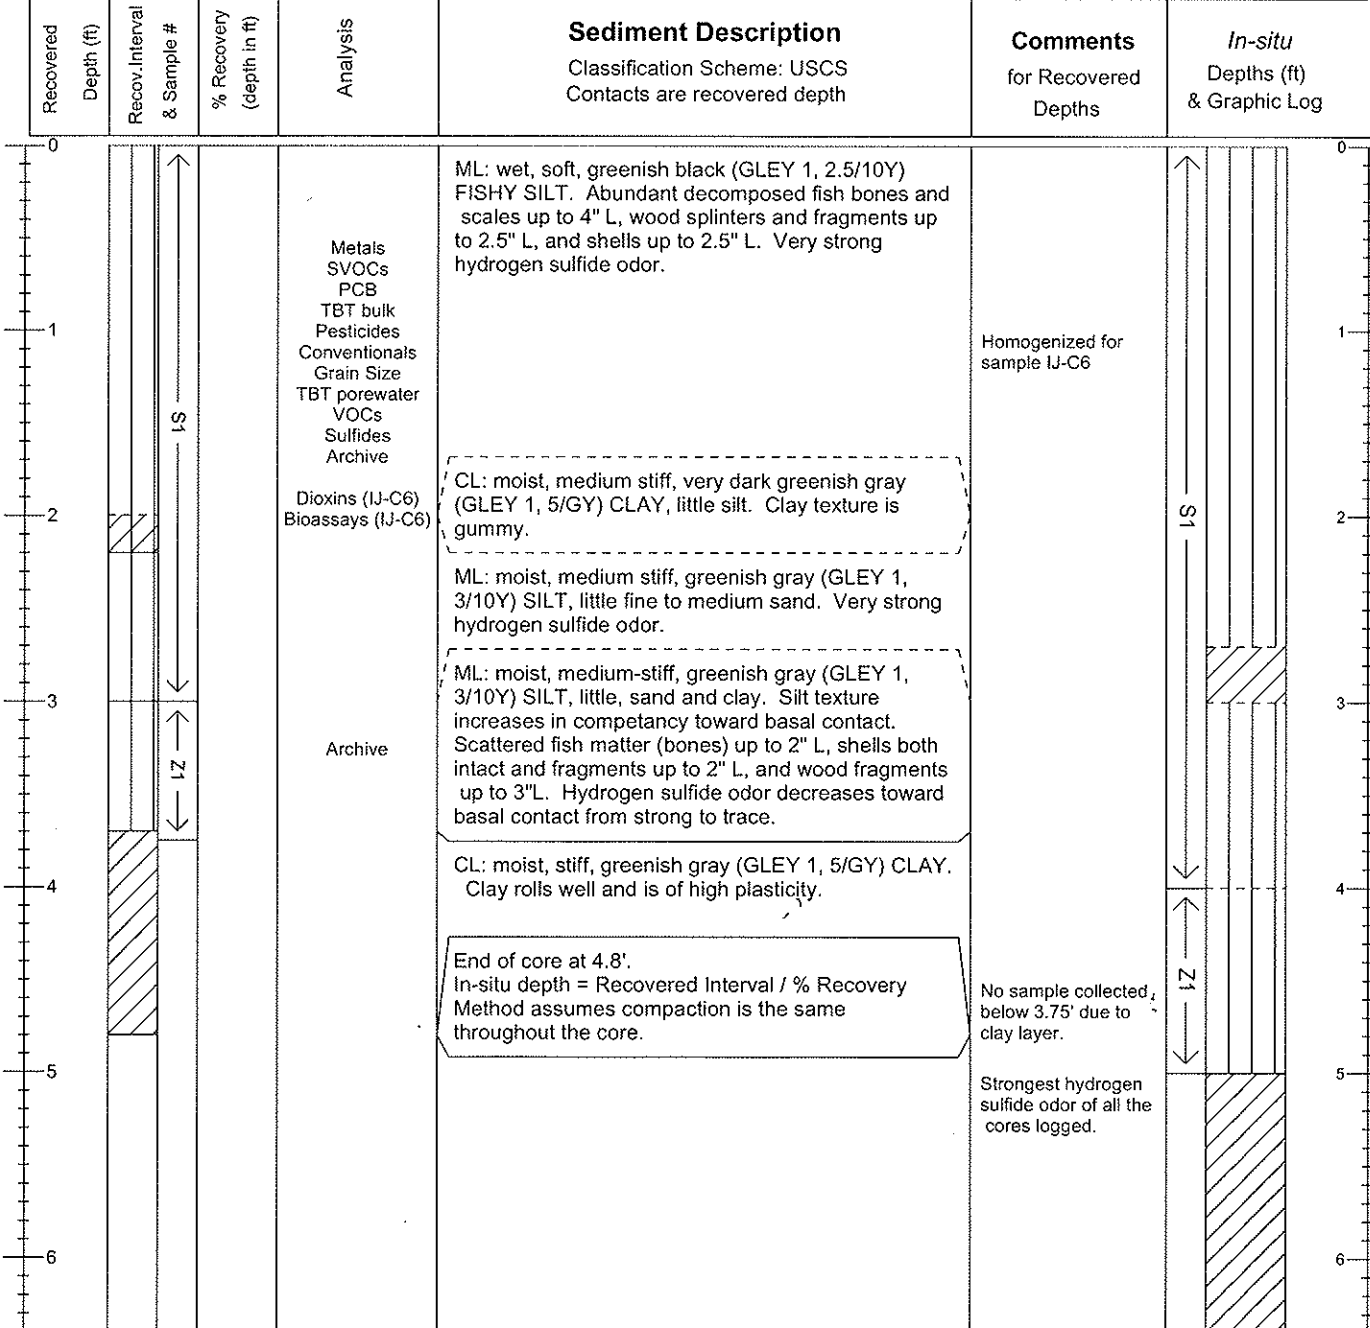 Recovered
Depth (ft)
Recov.Interval
& Sample #
% Recovery
(depth in ft)
Analysis
Sediment Description
Classification Scheme: USCS
Contacts are recovered depth
Comments
for Recovered
Depths
In-situ
Depths (ft)
& Graphic Log
0
1
2
3
4
5
6
S1
Z1
Metals
SVOCs
PCB
TBT bulk
Pesticides
Conventionals
Grain Size
TBT porewater
VOCs
Sulfides
Archive
Dioxins (IJ-C6)
Bioassays (IJ-C6)
Archive
ML: wet, soft, greenish black (GLEY 1, 2.5/10Y)
FISHY SILT. Abundant decomposed fish bones and
scales up to 4" L, wood splinters and fragments up
to 2.5" L, and shells up to 2.5" L. Very strong
hydrogen sulfide odor.
CL: moist, medium stiff, very dark greenish gray
(GLEY 1, 5/GY) CLAY, little silt. Clay texture is
gummy.
ML: moist, medium stiff, greenish gray (GLEY 1,
3/10Y) SILT, little fine to medium sand. Very strong
hydrogen sulfide odor.
ML: moist, medium-stiff, greenish gray (GLEY 1,
3/10Y) SILT, little, sand and clay. Silt texture
increases in competancy toward basal contact.
Scattered fish matter (bones) up to 2" L, shells both
intact and fragments up to 2" L, and wood fragments
up to 3"L. Hydrogen sulfide odor decreases toward
basal contact from strong to trace.
CL: moist, stiff, greenish gray (GLEY 1, 5/GY) CLAY.
Clay rolls well and is of high plasticity.
End of core at 4.8'.
In-situ depth = Recovered Interval / % Recovery
Method assumes compaction is the same
throughout the core.
Homogenized for
sample IJ-C6
No sample collected
below 3.75' due to
clay layer.
Strongest hydrogen
sulfide odor of all the
cores logged.
S1
Z1
0
1
2
3
4
5
6